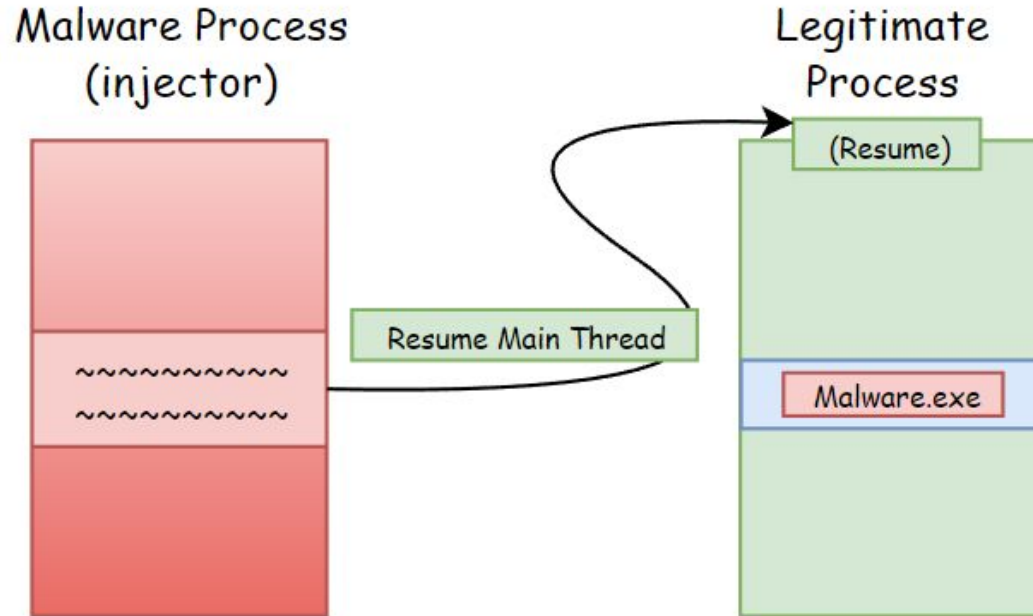 Malware Process
(injector)
Legitimate
Process
(Resume)
Resume Main Thread
Malware.exe
~~~~~~~~~~
~~~~~~~~~~